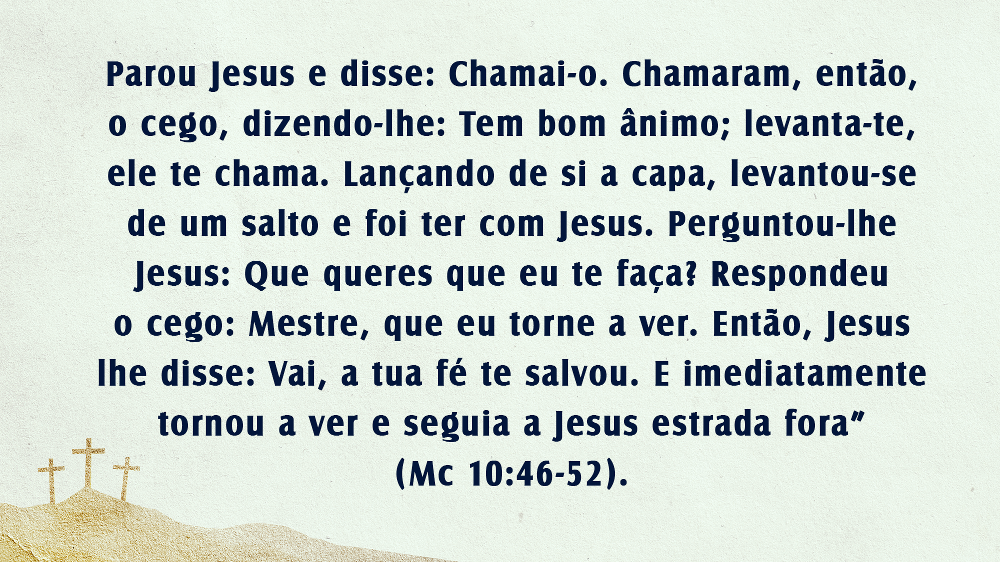 Parou Jesus e disse: Chamai-o. Chamaram, então,
o cego, dizendo-lhe: Tem bom ânimo; levanta-te,
ele te chama. Lançando de si a capa, levantou-se
de um salto e foi ter com Jesus. Perguntou-lhe
Jesus: Que queres que eu te faça? Respondeu
o cego: Mestre, que eu torne a ver. Então, Jesus
lhe disse: Vai, a tua fé te salvou. E imediatamente
tornou a ver e seguia a Jesus estrada fora”
(Mc 10:46-52).